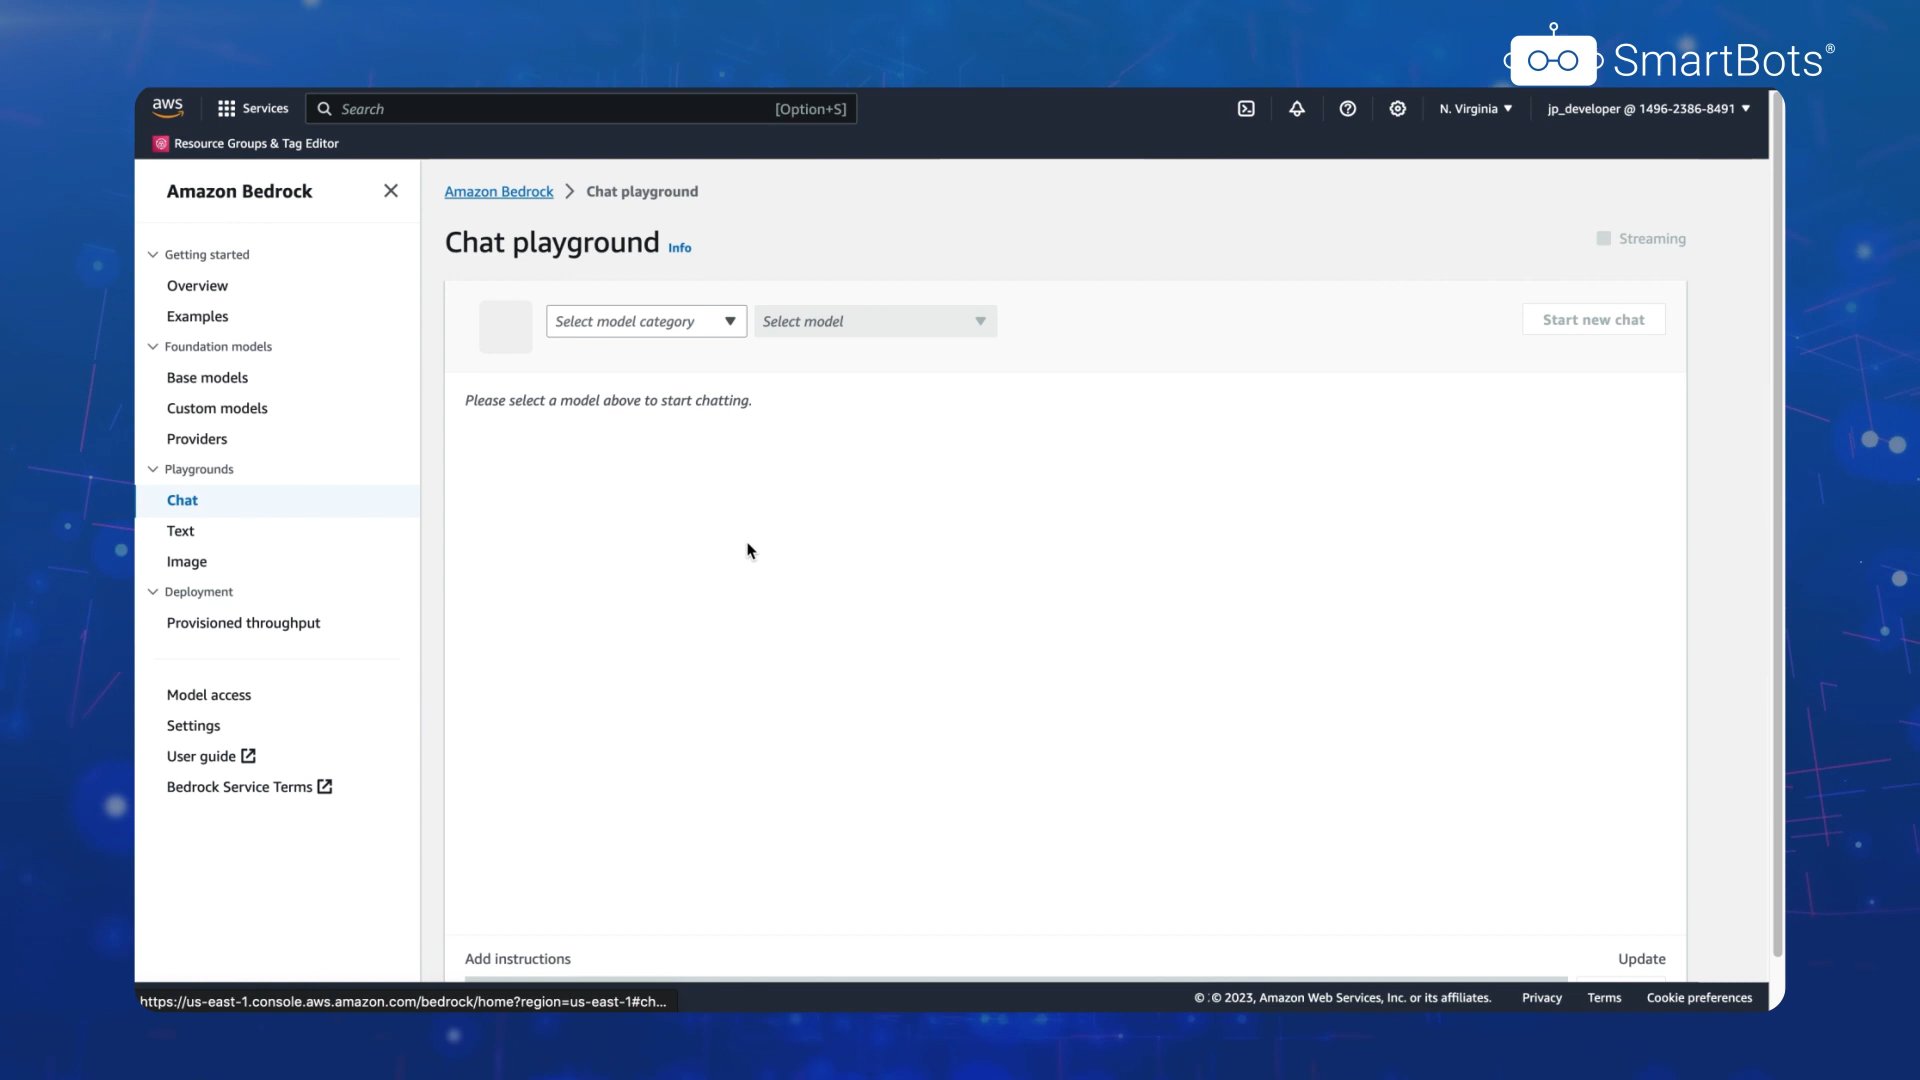 SmartBots®
aws
Services
Search
[Option+S]
N. Virginia
jp_developer @ 1496-2386-8491
Resource Groups & Tag Editor
Amazon Bedrock
Amazon Bedrock
Chat playground
Chat playground
Info
Streaming
Getting started
Overview
Examples
Foundation models
Base models
Custom models
Providers
Playgrounds
Chat
Text
Image
Deployment
Provisioned throughput
Model access
Settings
User guide
Bedrock Service Terms
Select model category
Select model
Start new chat
Please select a model above to start chatting.
Add instructions
Update
https://us-east-1.console.aws.amazon.com/bedrock/home?region=us-east-1#ch...
© © 2023, Amazon Web Services, Inc. or its affiliates.
Privacy
Terms
Cookie preferences